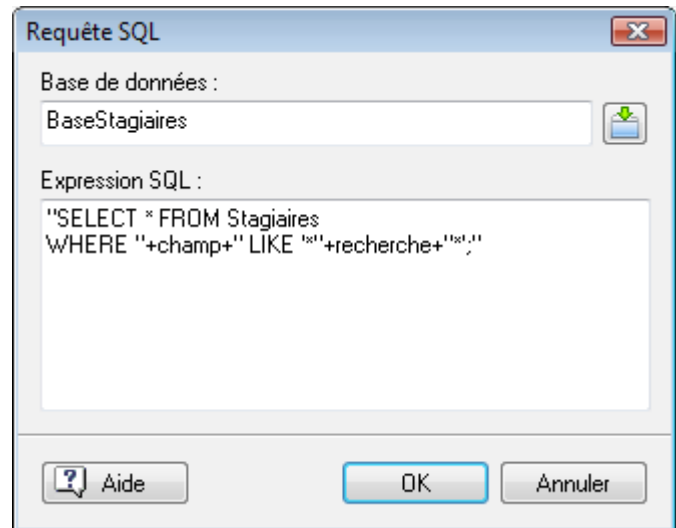 Requête SQL
Base de données :
BaseStagiaires
Expression SQL :
"SELECT * FROM Stagiaires
WHERE "+champ+" LIKE '*"+recherche+"*';"
Aide
OK
Annuler